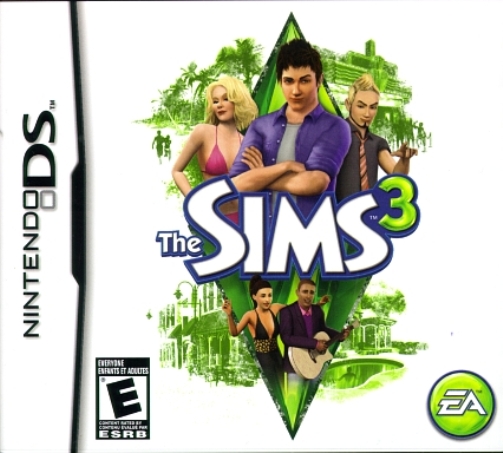 NINTENDO DS™
The SIMS™ 3
EVERYONE
ENFANTS ET ADULTES
E
CONTENT RATED BY
CONTENU ÉVALUÉ PAR
ESRB
EA